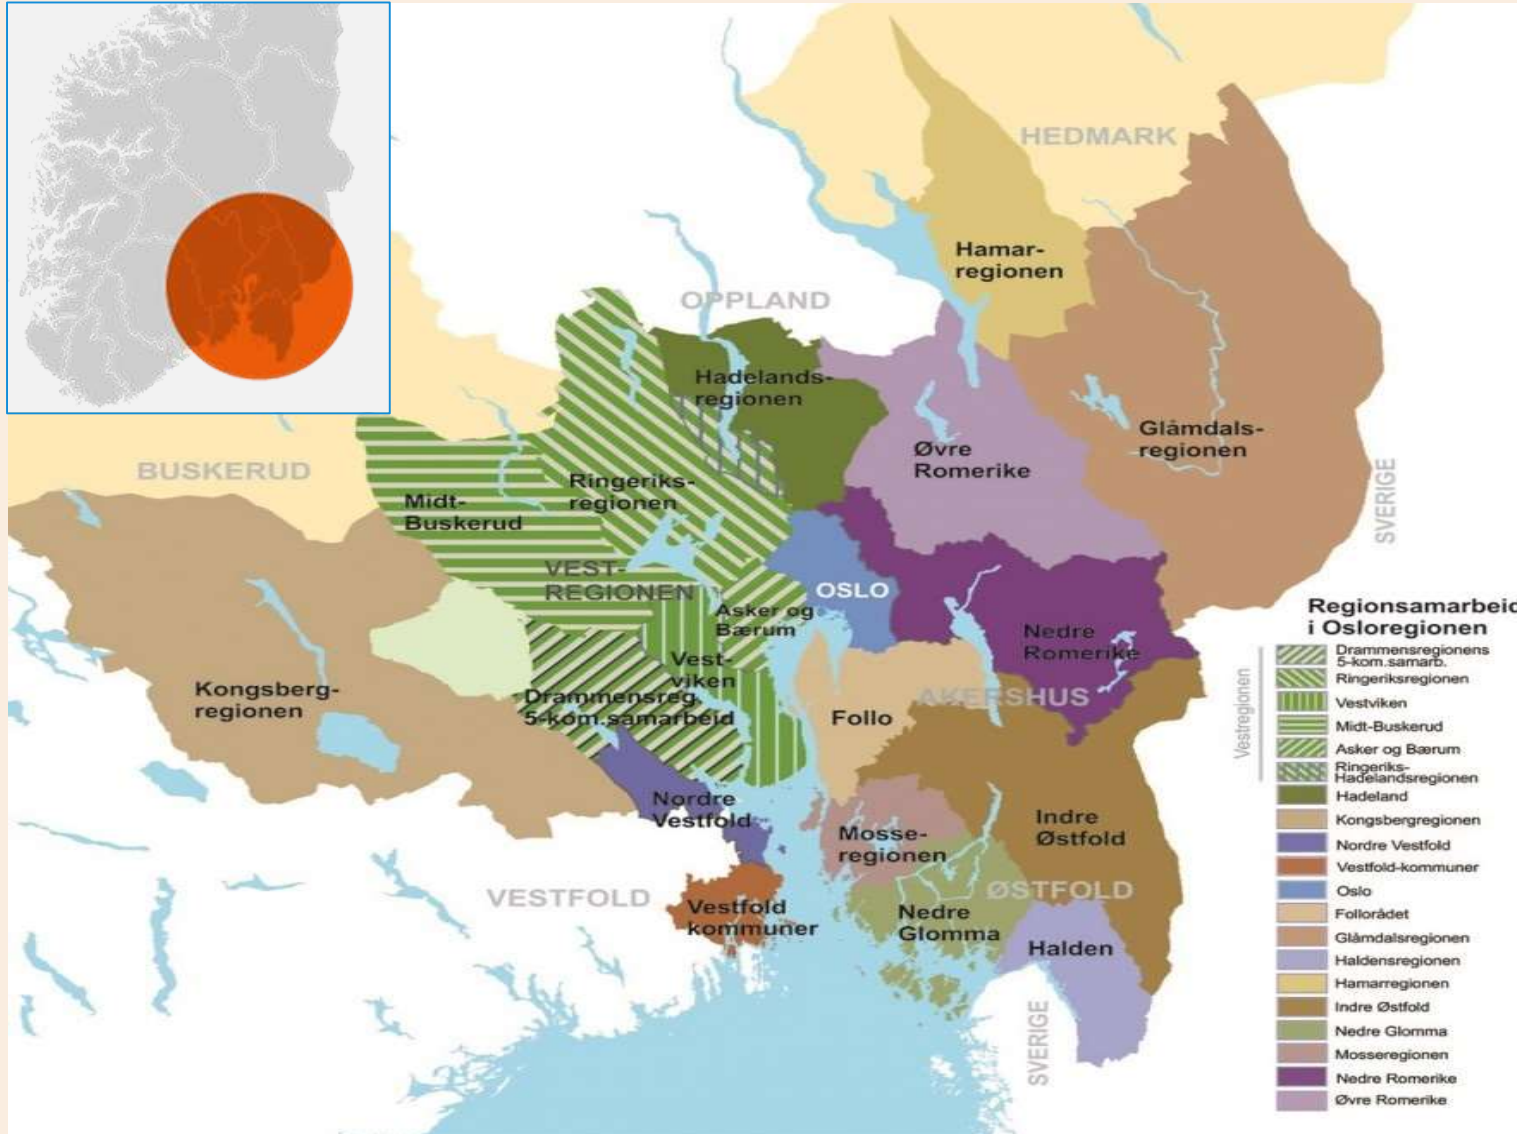 HEDMARK
Hamar-
regionen
OPPLAND
Hadelands-
regionen
Glåmdals-
regionen
Øvre
Romerike
BUSKERUD
Ringeriks-
regionen
Midt-
Buskerud
SVERIGE
VEST-
REGIONEN
OSLO
Asker og
Bærum
Nedre
Romerike
Vest-
viken
Kongsberg-
regionen
Drammensreg.
5-kom.samarbeid
AKERSHUS
Follo
Nordre
Vestfold
Mosse-
regionen
Indre
Østfold
VESTFOLD
Vestfold
kommuner
ØSTFOLD
Nedre
Glomma
Halden
SVERIGE
Regionsamarbeid
i Osloregionen
Vestregionen
Drammensregionens
5-kom.samarb.
Ringeriksregionen
Vestviken
Midt-Buskerud
Asker og Bærum
Ringeriks-
Hadelandsregionen
Hadeland
Kongsbergregionen
Nordre Vestfold
Vestfold-kommuner
Oslo
Follorådet
Glåmdalsregionen
Haldensregionen
Hamarregionen
Indre Østfold
Nedre Glomma
Mosseregionen
Nedre Romerike
Øvre Romerike